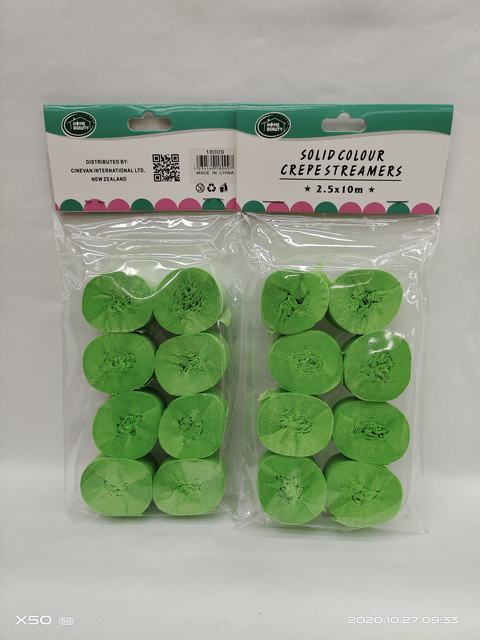 HOME
BEAUTY
DISTRIBUTED BY:
CINEVAN INTERNATIONAL LTD,
NEW ZEALAND
18009
MADE IN CHINA
HOME
BEAUTY
SOLID COLOUR
CREPE STREAMERS
★ 2.5x10m ★
X50 5G
2020.10.27 09:33